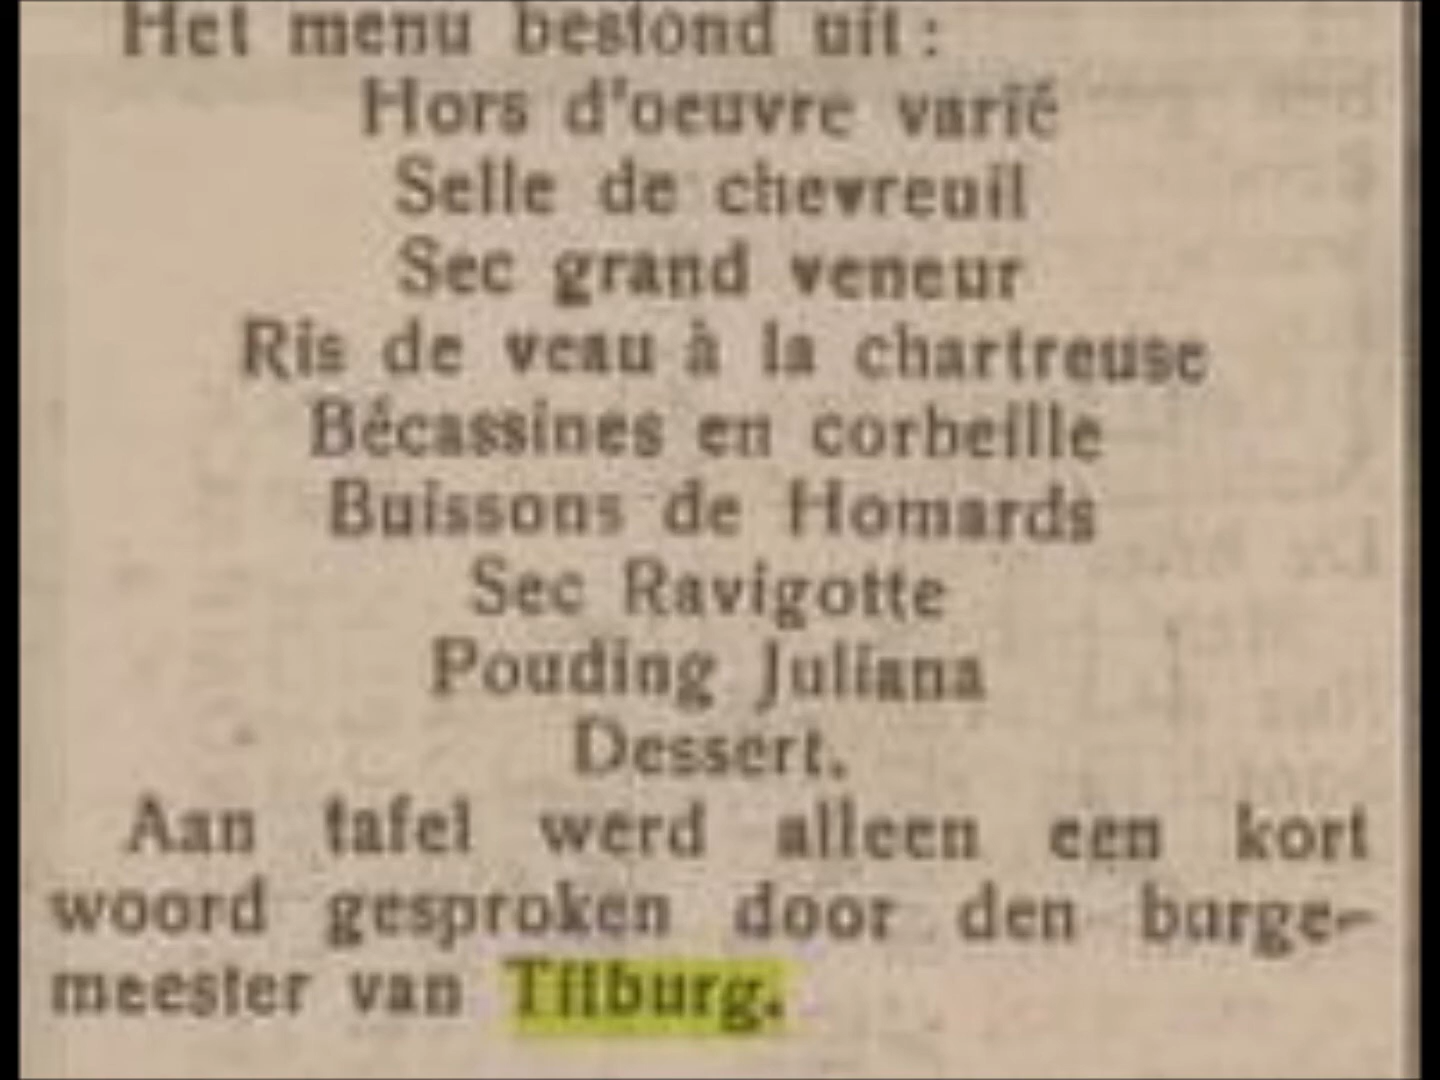 Het menu bestond uit:
Hors d'oeuvre varié
Selle de chevreuil
Sec grand veneur
Ris de veau à la chartreuse
Bécassines en corbeille
Buissons de Homards
Sec Ravigotte
Pouding Juliana
Dessert.
Aan tafel werd alleen een kort
woord gesproken door den burge-
meester van Tilburg.